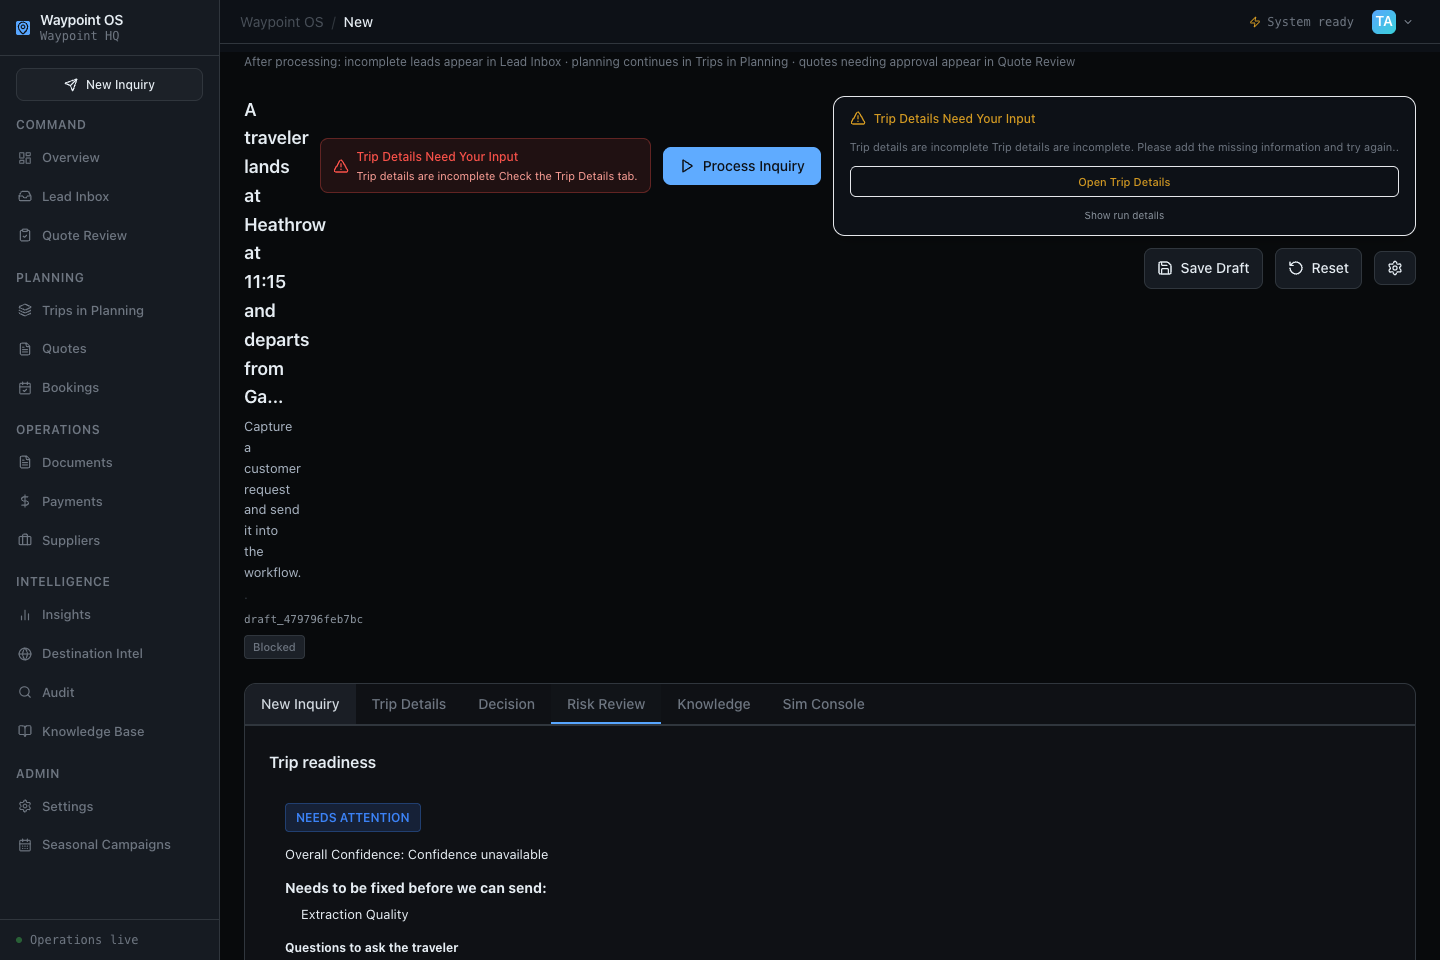 Waypoint OS
Waypoint HQ
New Inquiry
COMMAND
Overview
Lead Inbox
Quote Review
PLANNING
Trips in Planning
Quotes
Bookings
OPERATIONS
Documents
Payments
Suppliers
INTELLIGENCE
Insights
Destination Intel
Audit
Knowledge Base
ADMIN
Settings
Seasonal Campaigns
Operations live
Waypoint OS / New
System ready
TA
After processing: incomplete leads appear in Lead Inbox · planning continues in Trips in Planning · quotes needing approval appear in Quote Review
A
traveler
lands
at
Heathrow
at
11:15
and
departs
from
Ga...
Capture
a
customer
request
and send
it into
the
workflow.
·
draft_479796feb7bc
Blocked
Trip Details Need Your Input
Trip details are incomplete Check the Trip Details tab.
Process Inquiry
Trip Details Need Your Input
Trip details are incomplete Trip details are incomplete. Please add the missing information and try again..
Open Trip Details
Show run details
Save Draft
Reset
New Inquiry
Trip Details
Decision
Risk Review
Knowledge
Sim Console
Trip readiness
NEEDS ATTENTION
Overall Confidence: Confidence unavailable
Needs to be fixed before we can send:
Extraction Quality
Questions to ask the traveler